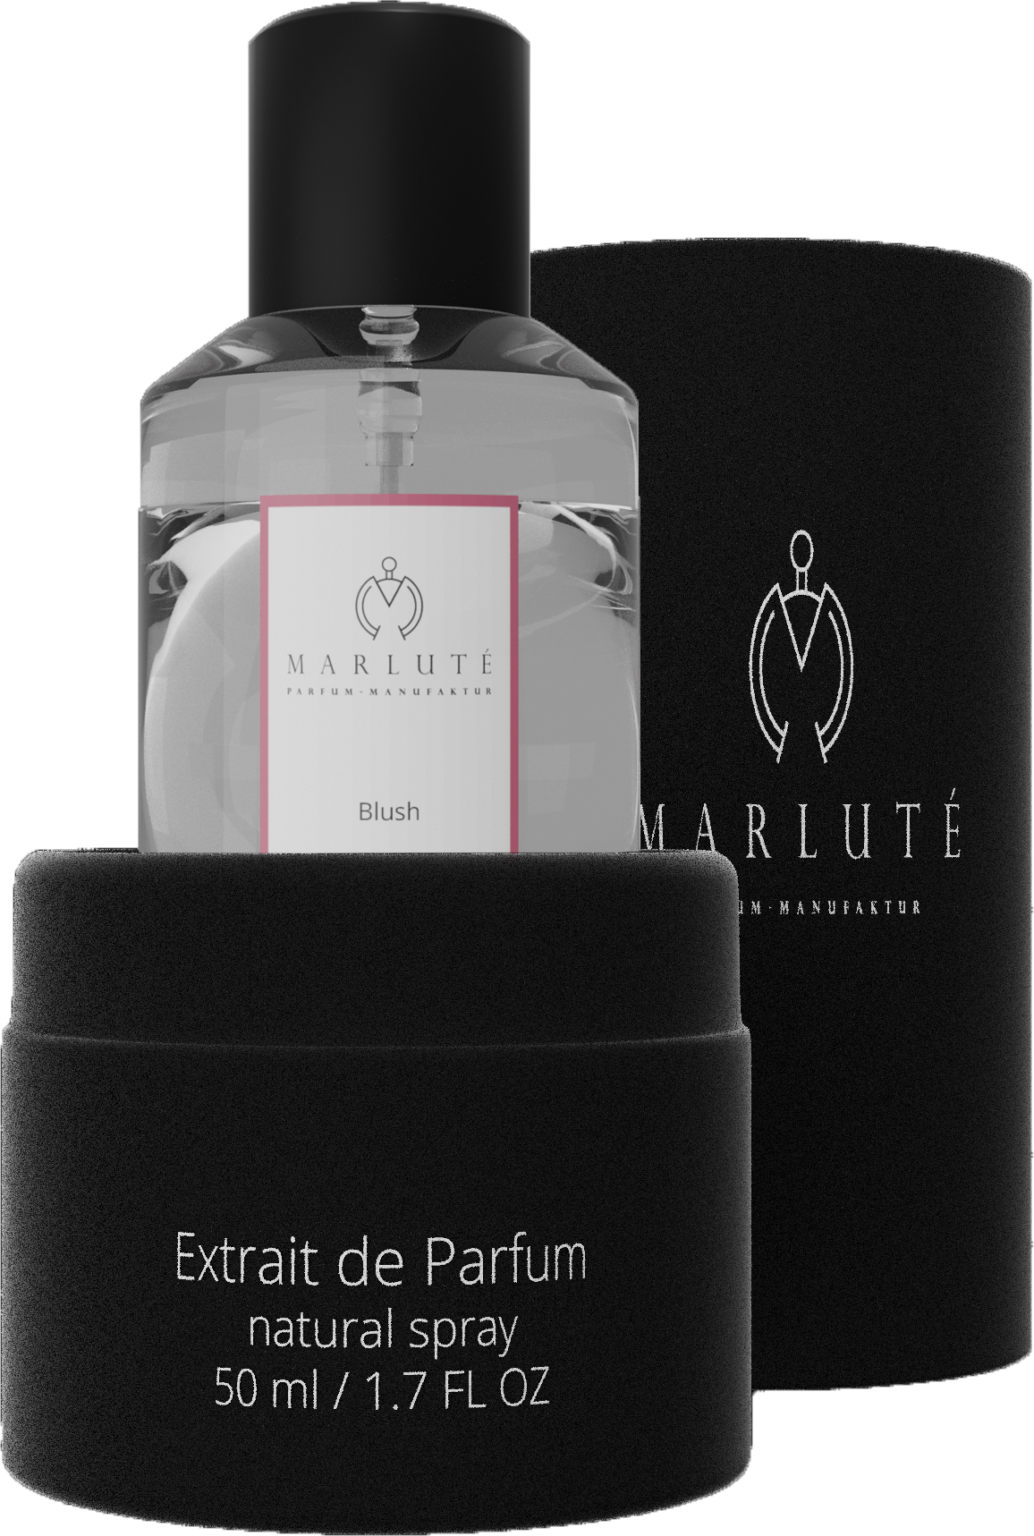 MARLUTÉ
PARFUM-MANUFAKTUR
Blush
MARLUTÉ
MANUFAKTUR
Extrait de Parfum
natural spray
50 ml / 1.7 FL OZ